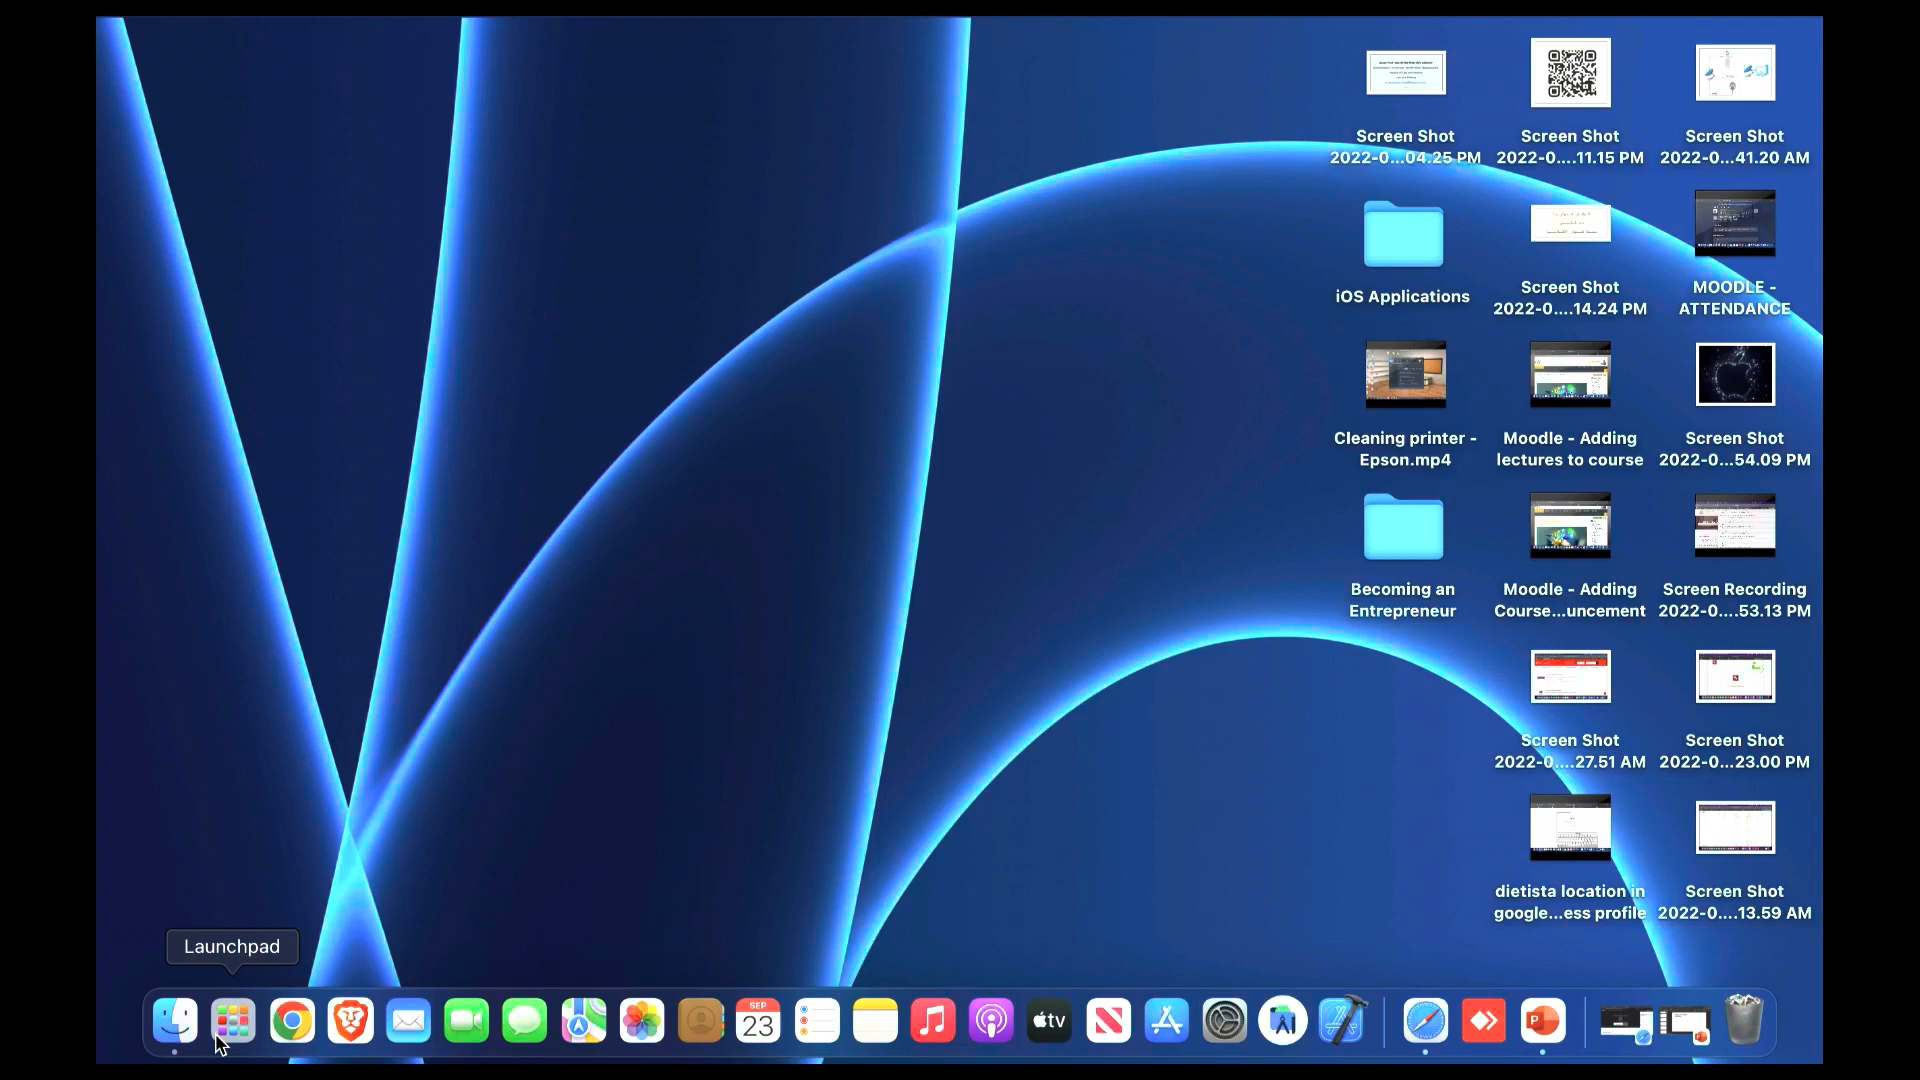 Screen Shot
2022-0...04.25 PM
Screen Shot
2022-0....11.15 PM
Screen Shot
2022-0...41.20 AM
iOS Applications
Screen Shot
2022-0....14.24 PM
MOODLE -
ATTENDANCE
Cleaning printer -
Epson.mp4
Moodle - Adding
lectures to course
Screen Shot
2022-0...54.09 PM
Becoming an
Entrepreneur
Moodle - Adding
Course...uncement
Screen Recording
2022-0....53.13 PM
Screen Shot
2022-0....27.51 AM
Screen Shot
2022-0...23.00 PM
dietista location in
google...ess profile
Screen Shot
2022-0....13.59 AM
Launchpad
SEP
23
tv